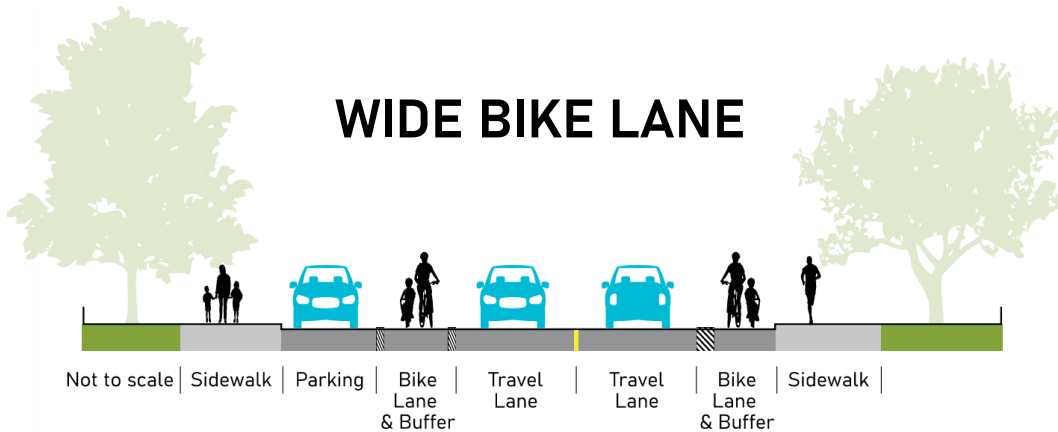 WIDE BIKE LANE
Not to scale
Sidewalk
Parking
Bike
Lane
& Buffer
Travel
Lane
Travel
Lane
Bike
Lane
& Buffer
Sidewalk